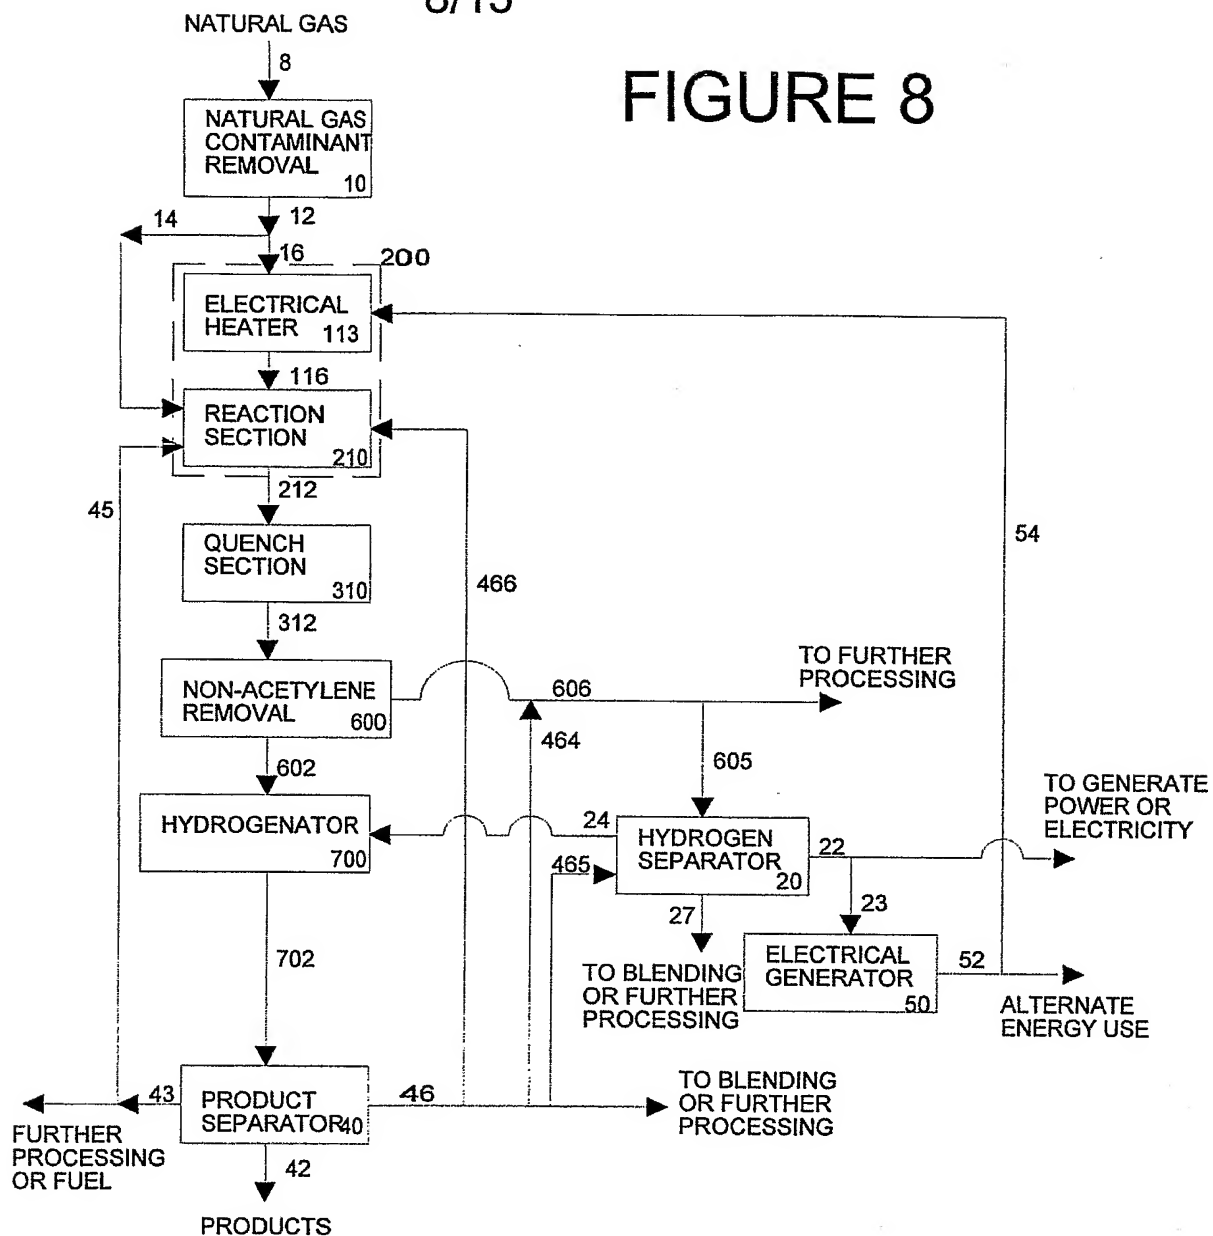 8/15
NATURAL GAS
8
FIGURE 8
NATURAL GAS
CONTAMINANT
REMOVAL
10
14
12
16
200
ELECTRICAL
HEATER
113
116
REACTION
SECTION
210
212
45
QUENCH
SECTION
310
54
466
312
NON-ACETYLENE
REMOVAL
600
606
TO FURTHER
PROCESSING
464
605
602
TO GENERATE
POWER OR
ELECTRICITY
HYDROGENATOR
700
24
HYDROGEN
SEPARATOR
20
22
465
27
23
702
TO BLENDING
OR FURTHER
PROCESSING
ELECTRICAL
GENERATOR
50
52
ALTERNATE
ENERGY USE
43
PRODUCT
SEPARATOR
40
46
TO BLENDING
OR FURTHER
PROCESSING
FURTHER
PROCESSING
OR FUEL
42
PRODUCTS